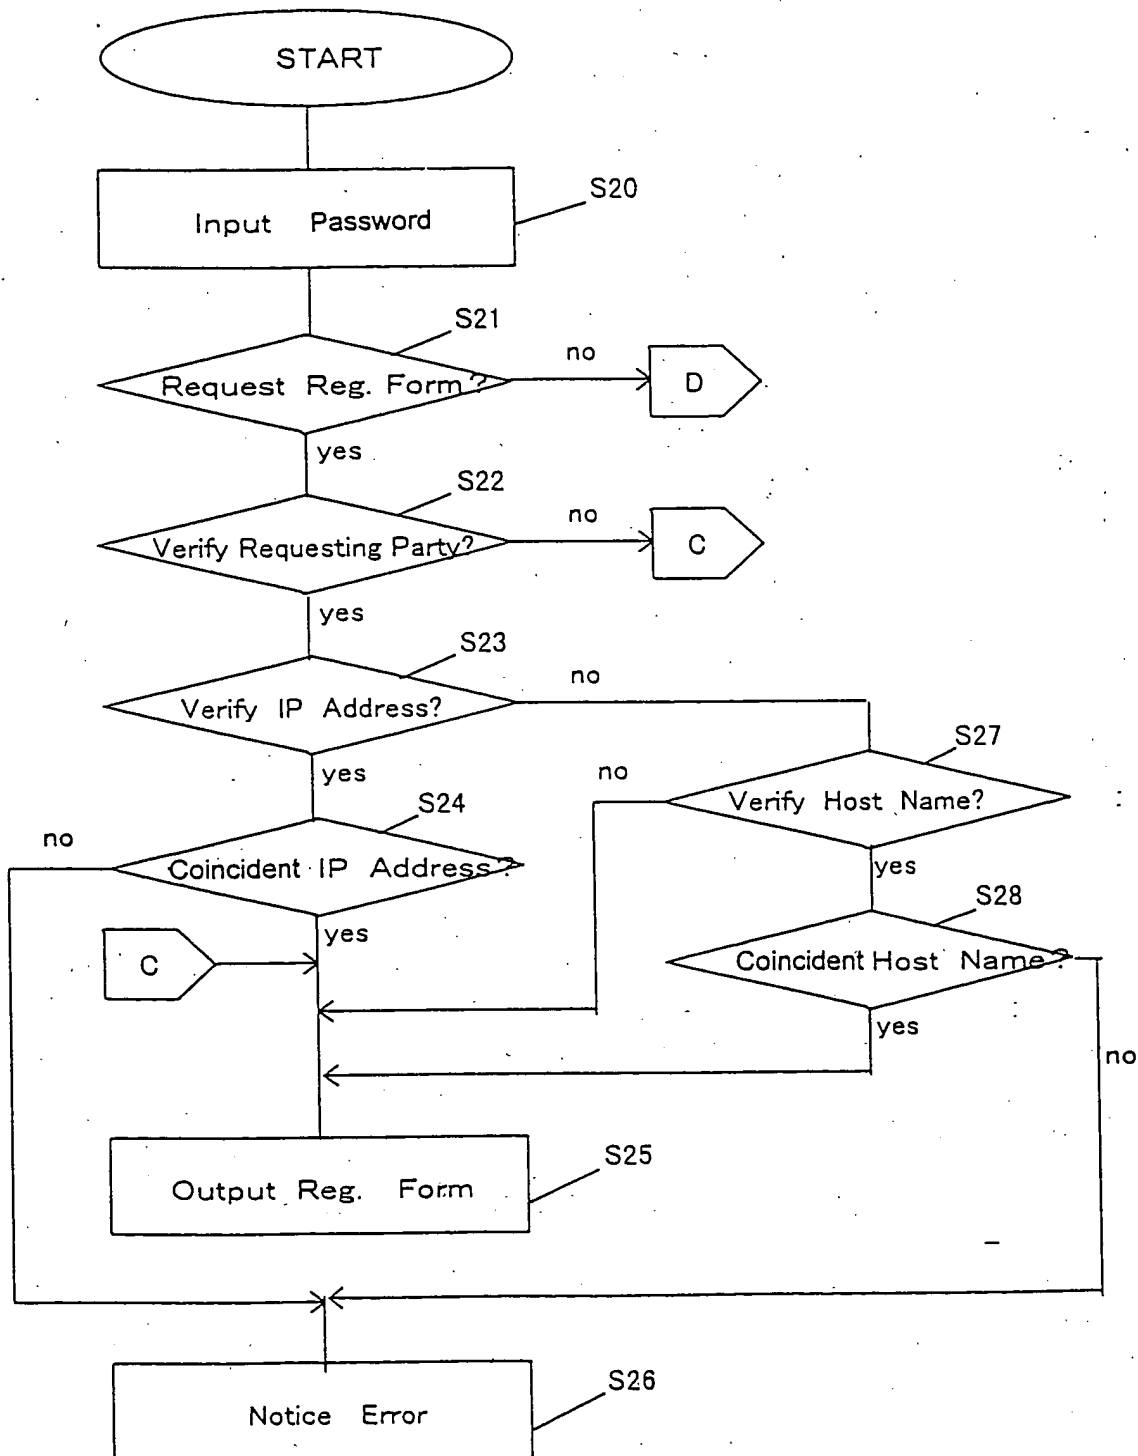 START
S20
Input Password
S21
Request Reg. Form?
no
D
yes
S22
Verify Requesting Party?
no
C
yes
S23
Verify IP Address?
no
yes
S27
Verify Host Name?
no
yes
S24
Coincident IP Address?
no
yes
S28
Coincident Host Name?
yes
no
C
S25
Output Reg. Form
S26
Notice Error